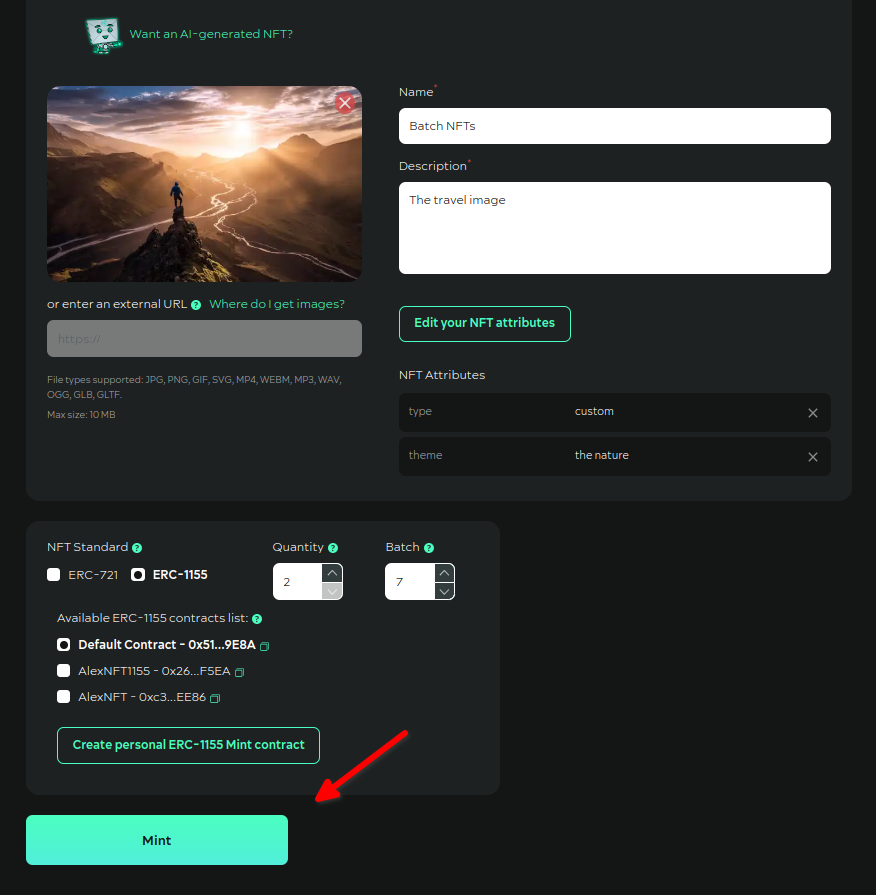 Want an AI-generated NFT?
Name*
Batch NFTs
Description*
The travel image
or enter an external URL ? Where do I get images?
https://
File types supported: JPG, PNG, GIF, SVG, MP4, WEBM, MP3, WAV,
OGG, GLB, GLTF.
Max size: 10 MB
Edit your NFT attributes
NFT Attributes
type custom
theme the nature
NFT Standard ? Quantity ? Batch ?
ERC-721 ERC-1155 2 7
Available ERC-1155 contracts list: ?
Default Contract - 0x51...9E8A
AlexNFT1155 - 0x26...F5EA
AlexNFT - 0xc3...EE86
Create personal ERC-1155 Mint contract
Mint